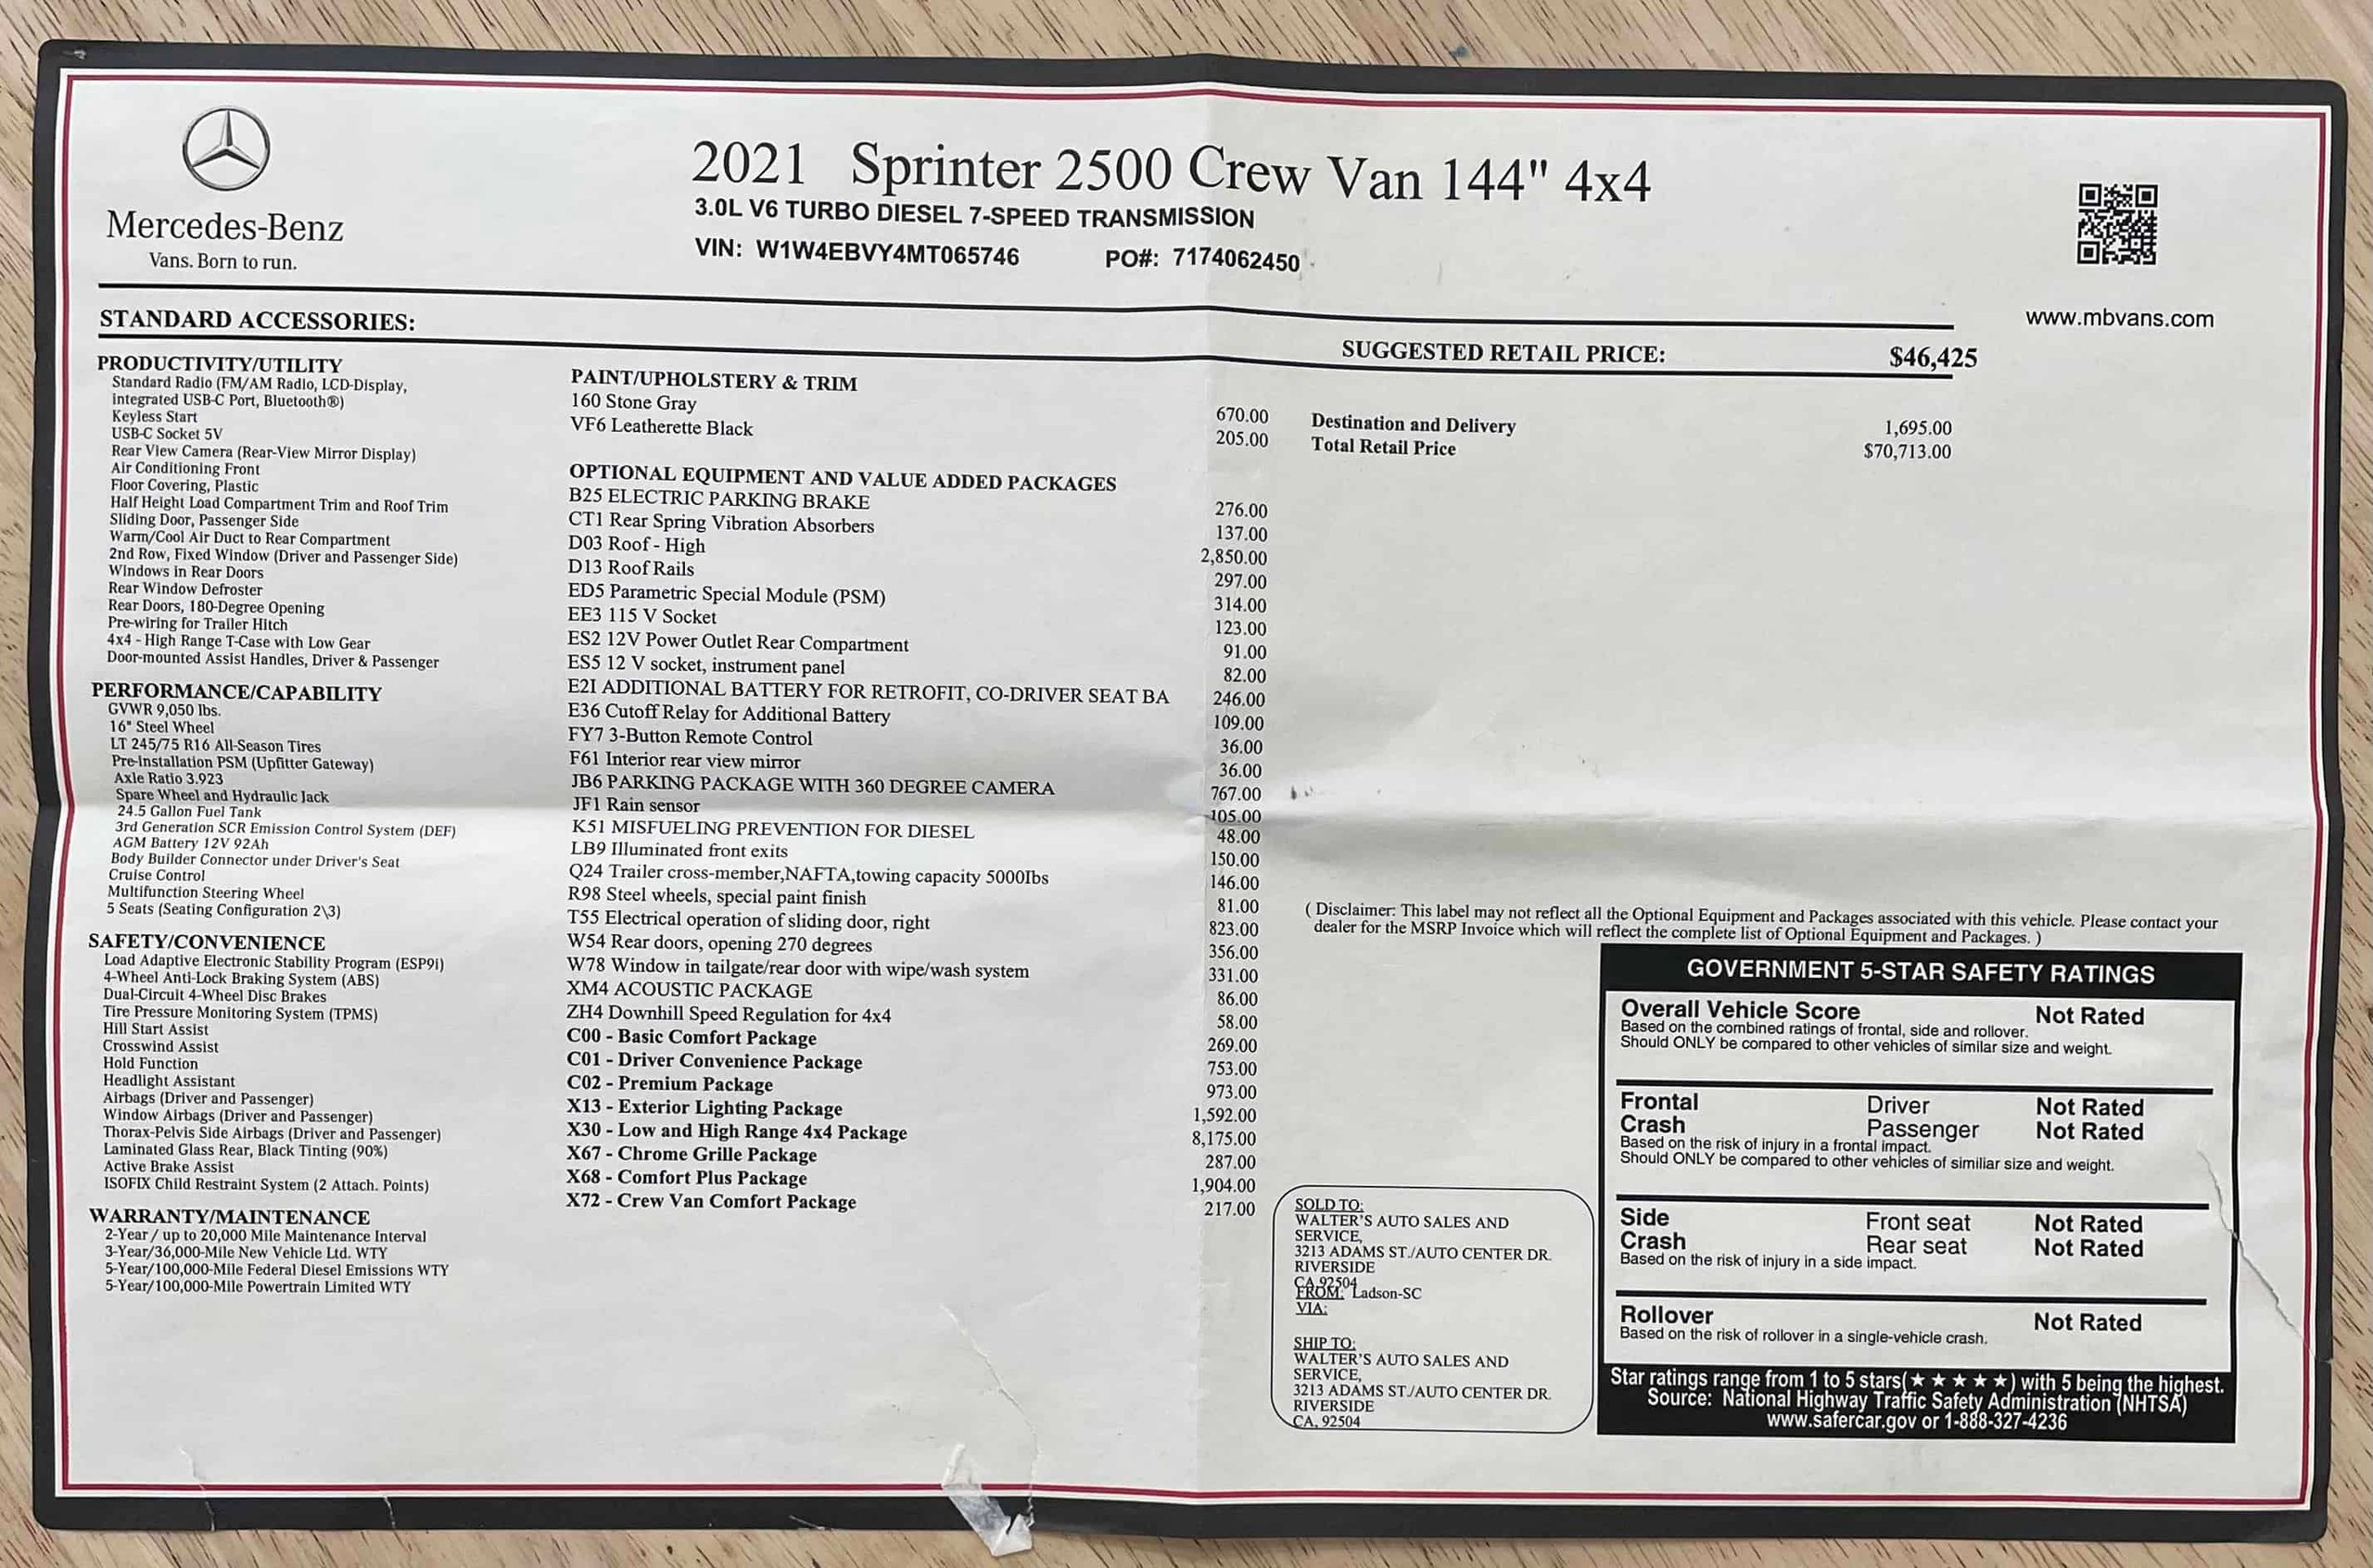 Mercedes-Benz
Vans. Born to run.
2021 Sprinter 2500 Crew Van 144" 4x4
3.0L V6 TURBO DIESEL 7-SPEED TRANSMISSION
VIN: W1W4EBVY4MT065746 PO#: 7174062450
www.mbvans.com
STANDARD ACCESSORIES:
SUGGESTED RETAIL PRICE: $46,425
PRODUCTIVITY/UTILITY
Standard Radio (FM/AM Radio, LCD-Display,
integrated USB-C Port, Bluetooth®)
Keyless Start
USB-C Socket 5V
Rear View Camera (Rear-View Mirror Display)
Air Conditioning Front
Floor Covering, Plastic
Half Height Load Compartment Trim and Roof Trim
Sliding Door, Passenger Side
Warm/Cool Air Duct to Rear Compartment
2nd Row, Fixed Window (Driver and Passenger Side)
Windows in Rear Doors
Rear Window Defroster
Rear Doors, 180-Degree Opening
Pre-wiring for Trailer Hitch
4x4 - High Range T-Case with Low Gear
Door-mounted Assist Handles, Driver & Passenger
PERFORMANCE/CAPABILITY
GVWR 9,050 lbs.
16" Steel Wheel
LT 245/75 R16 All-Season Tires
Pre-installation PSM (Upfitter Gateway)
Axle Ratio 3.923
Spare Wheel and Hydraulic Jack
24.5 Gallon Fuel Tank
3rd Generation SCR Emission Control System (DEF)
AGM Battery 12V 92Ah
Body Builder Connector under Driver's Seat
Cruise Control
Multifunction Steering Wheel
5 Seats (Seating Configuration 2\3)
SAFETY/CONVENIENCE
Load Adaptive Electronic Stability Program (ESP9i)
4-Wheel Anti-Lock Braking System (ABS)
Dual-Circuit 4-Wheel Disc Brakes
Tire Pressure Monitoring System (TPMS)
Hill Start Assist
Crosswind Assist
Hold Function
Headlight Assistant
Airbags (Driver and Passenger)
Window Airbags (Driver and Passenger)
Thorax-Pelvis Side Airbags (Driver and Passenger)
Laminated Glass Rear, Black Tinting (90%)
Active Brake Assist
ISOFIX Child Restraint System (2 Attach. Points)
WARRANTY/MAINTENANCE
2-Year / up to 20,000 Mile Maintenance Interval
3-Year/36,000-Mile New Vehicle Ltd. WTY
5-Year/100,000-Mile Federal Diesel Emissions WTY
5-Year/100,000-Mile Powertrain Limited WTY
PAINT/UPHOLSTERY & TRIM
160 Stone Gray 670.00
VF6 Leatherette Black 205.00
OPTIONAL EQUIPMENT AND VALUE ADDED PACKAGES
B25 ELECTRIC PARKING BRAKE 276.00
CT1 Rear Spring Vibration Absorbers 137.00
D03 Roof - High 2,850.00
D13 Roof Rails 297.00
ED5 Parametric Special Module (PSM) 314.00
EE3 115 V Socket 123.00
ES2 12V Power Outlet Rear Compartment 91.00
ES5 12 V socket, instrument panel 82.00
E2I ADDITIONAL BATTERY FOR RETROFIT, CO-DRIVER SEAT BA 246.00
E36 Cutoff Relay for Additional Battery 109.00
FY7 3-Button Remote Control 36.00
F61 Interior rear view mirror 36.00
JB6 PARKING PACKAGE WITH 360 DEGREE CAMERA 767.00
JF1 Rain sensor 105.00
K51 MISFUELING PREVENTION FOR DIESEL 48.00
LB9 Illuminated front exits 150.00
Q24 Trailer cross-member,NAFTA,towing capacity 5000Ibs 146.00
R98 Steel wheels, special paint finish 81.00
T55 Electrical operation of sliding door, right 823.00
W54 Rear doors, opening 270 degrees 356.00
W78 Window in tailgate/rear door with wipe/wash system 331.00
XM4 ACOUSTIC PACKAGE 86.00
ZH4 Downhill Speed Regulation for 4x4 58.00
C00 - Basic Comfort Package 269.00
C01 - Driver Convenience Package 753.00
C02 - Premium Package 973.00
X13 - Exterior Lighting Package 1,592.00
X30 - Low and High Range 4x4 Package 8,175.00
X67 - Chrome Grille Package 287.00
X68 - Comfort Plus Package 1,904.00
X72 - Crew Van Comfort Package 217.00
Destination and Delivery 1,695.00
Total Retail Price $70,713.00
( Disclaimer: This label may not reflect all the Optional Equipment and Packages associated with this vehicle. Please contact your
dealer for the MSRP Invoice which will reflect the complete list of Optional Equipment and Packages. )
SOLD TO:
WALTER'S AUTO SALES AND
SERVICE,
3213 ADAMS ST./AUTO CENTER DR.
RIVERSIDE
CA,92504
FROM: Ladson-SC
VIA:
SHIP TO:
WALTER'S AUTO SALES AND
SERVICE,
3213 ADAMS ST./AUTO CENTER DR.
RIVERSIDE
CA, 92504
GOVERNMENT 5-STAR SAFETY RATINGS
Overall Vehicle Score Not Rated
Based on the combined ratings of frontal, side and rollover.
Should ONLY be compared to other vehicles of similar size and weight.
Frontal Driver Not Rated
Crash Passenger Not Rated
Based on the risk of injury in a frontal impact.
Should ONLY be compared to other vehicles of similiar size and weight.
Side Front seat Not Rated
Crash Rear seat Not Rated
Based on the risk of injury in a side impact.
Rollover Not Rated
Based on the risk of rollover in a single-vehicle crash.
Star ratings range from 1 to 5 stars(★ ★ ★ ★ ★) with 5 being the highest.
Source: National Highway Traffic Safety Administration (NHTSA)
www.safercar.gov or 1-888-327-4236